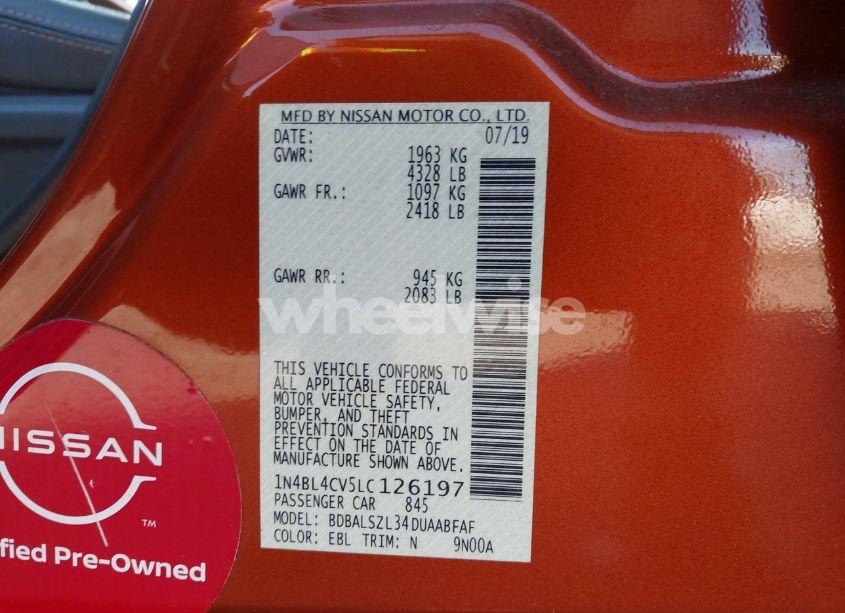 MFD BY NISSAN MOTOR CO., LTD.
DATE: 07/19
GVWR: 1963 KG
4328 LB
GAWR FR.: 1097 KG
2418 LB
GAWR RR.: 945 KG
2083 LB
wheelwise
THIS VEHICLE CONFORMS TO
ALL APPLICABLE FEDERAL
MOTOR VEHICLE SAFETY,
BUMPER, AND THEFT
PREVENTION STANDARDS IN
EFFECT ON THE DATE OF
MANUFACTURE SHOWN ABOVE.
1N4BL4CV5LC126197
PASSENGER CAR 845
MODEL: BDBALSZL34DUAABFAF
COLOR: EBL TRIM: N 9N00A
NISSAN
TM
fied Pre-Owned